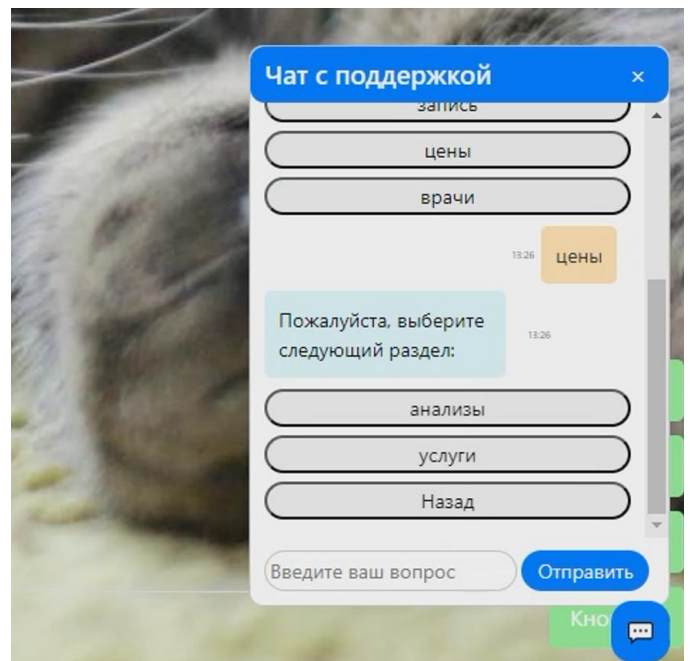 Чат с поддержкой ×
запись
цены
врачи
13:26 цены
Пожалуйста, выберите
следующий раздел:
13:26
анализы
услуги
Назад
Введите ваш вопрос Отправить
Кно